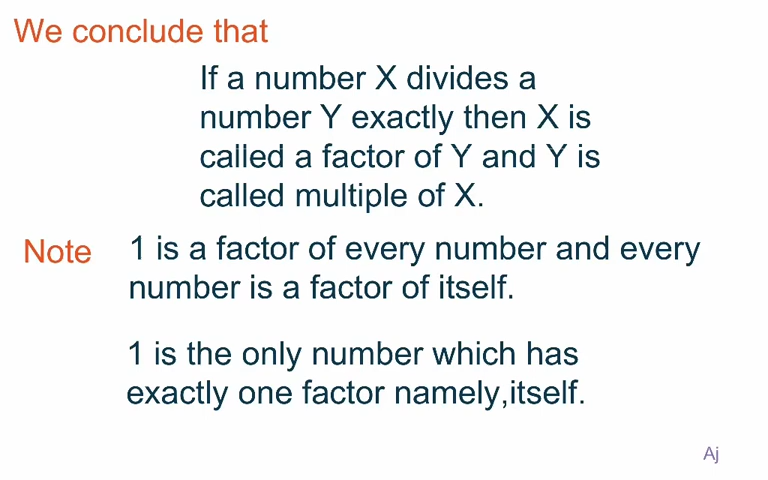 We conclude that
If a number X divides a
number Y exactly then X is
called a factor of Y and Y is
called multiple of X.
Note 1 is a factor of every number and every
number is a factor of itself.
1 is the only number which has
exactly one factor namely,itself.
Aj